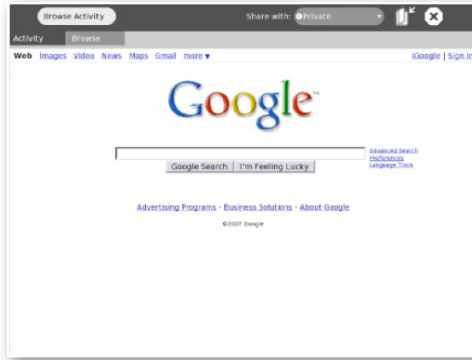 Browse Activity Share with: Private
Activity Browse
Web Images Video News Maps Gmail more ▼ iGoogle | Sign in
Google™
Advanced Search
Preferences
Language Tools
Google Search I'm Feeling Lucky
Advertising Programs - Business Solutions - About Google
©2007 Google